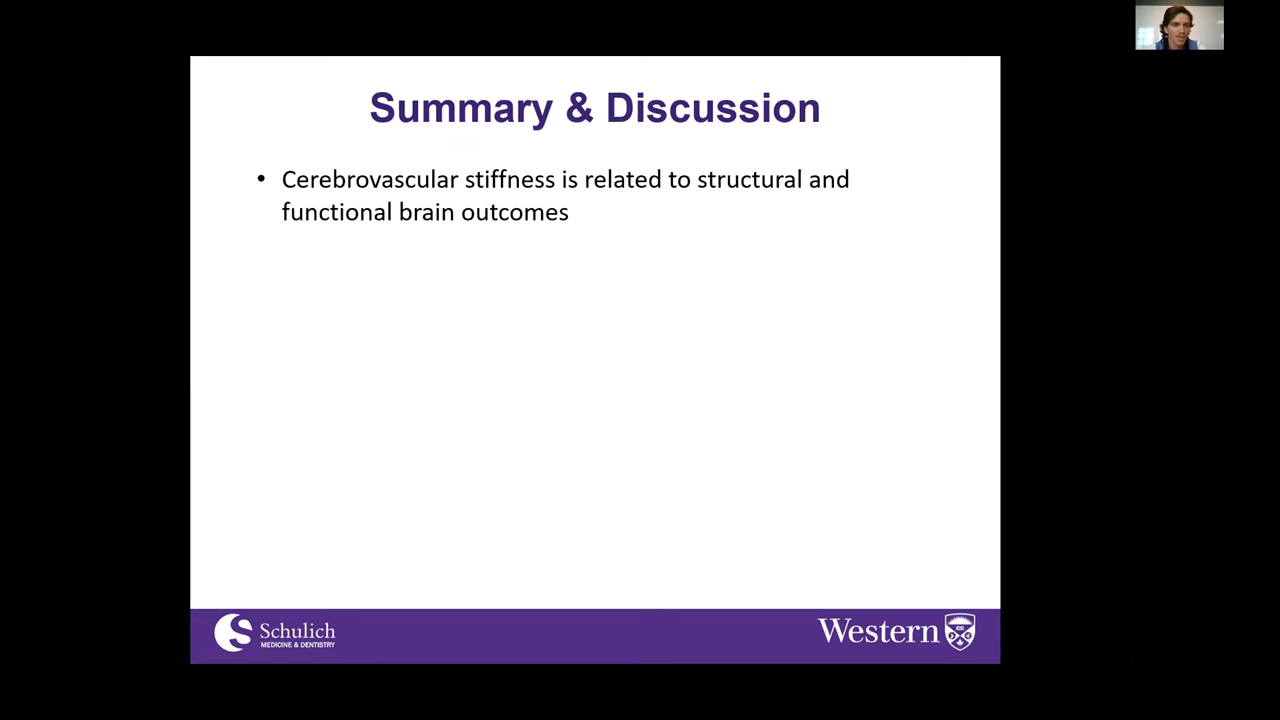 Summary & Discussion
• Cerebrovascular stiffness is related to structural and
functional brain outcomes
Schulich
MEDICINE & DENTISTRY
Western